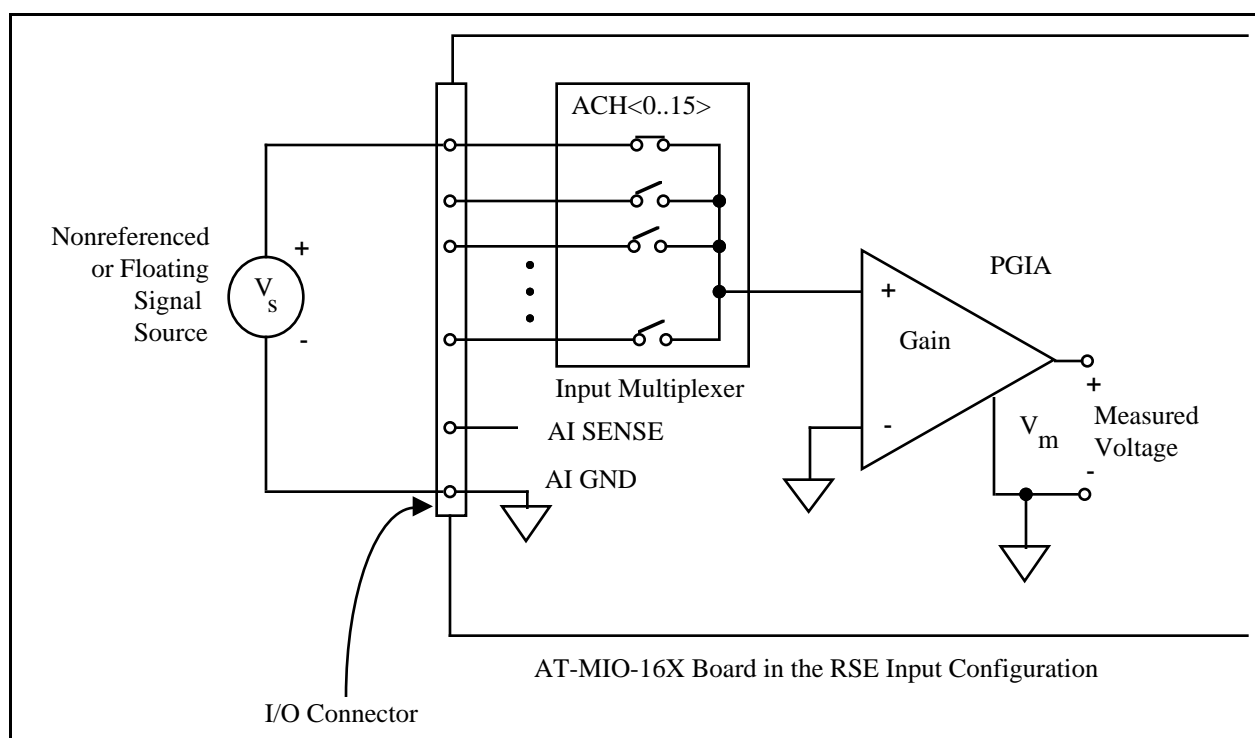 ACH<0..15>
Nonreferenced
or Floating
Signal
Source
+
V
s
-
PGIA
+
Gain
-
Input Multiplexer
AI SENSE
AI GND
+
V
m
Measured
Voltage
-
AT-MIO-16X Board in the RSE Input Configuration
I/O Connector